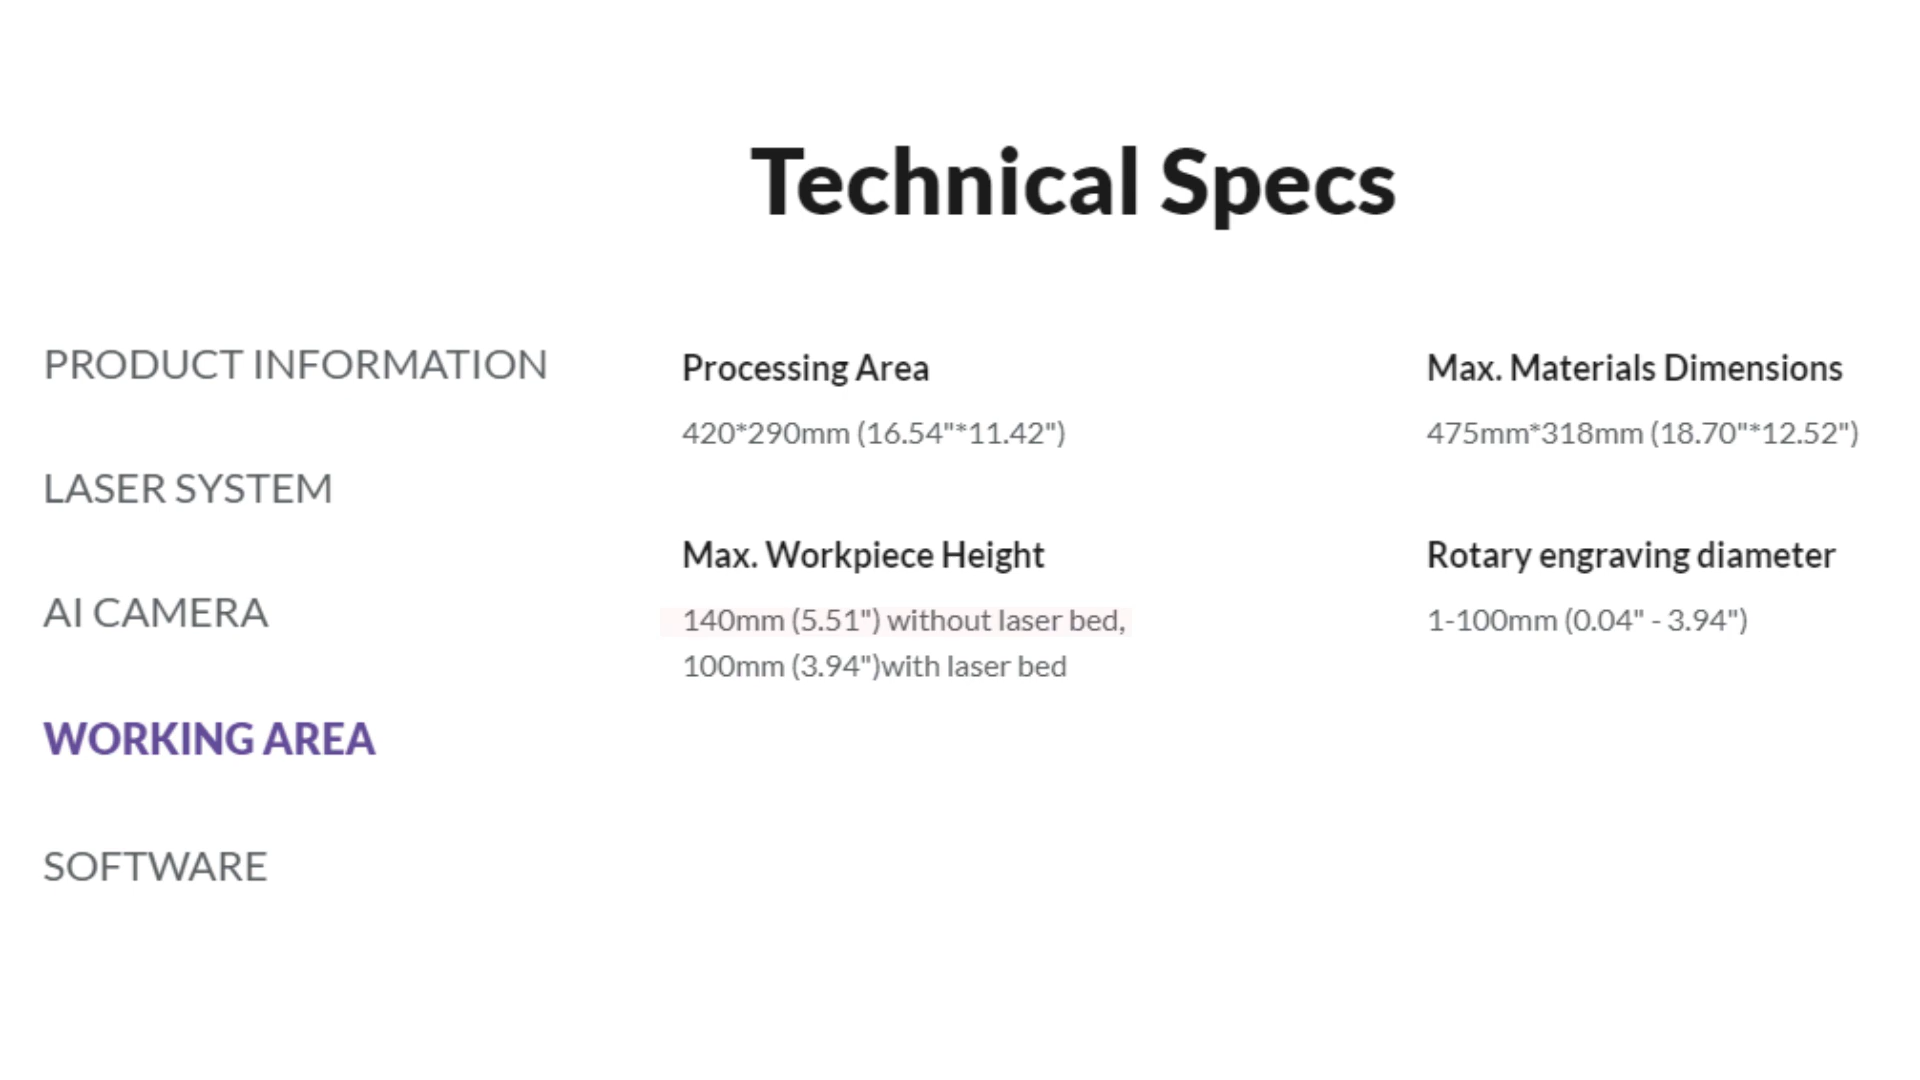 Technical Specs
PRODUCT INFORMATION
LASER SYSTEM
AI CAMERA
WORKING AREA
SOFTWARE
Processing Area
420*290mm (16.54"*11.42")
Max. Materials Dimensions
475mm*318mm (18.70"*12.52")
Max. Workpiece Height
140mm (5.51") without laser bed,
100mm (3.94")with laser bed
Rotary engraving diameter
1-100mm (0.04" - 3.94")